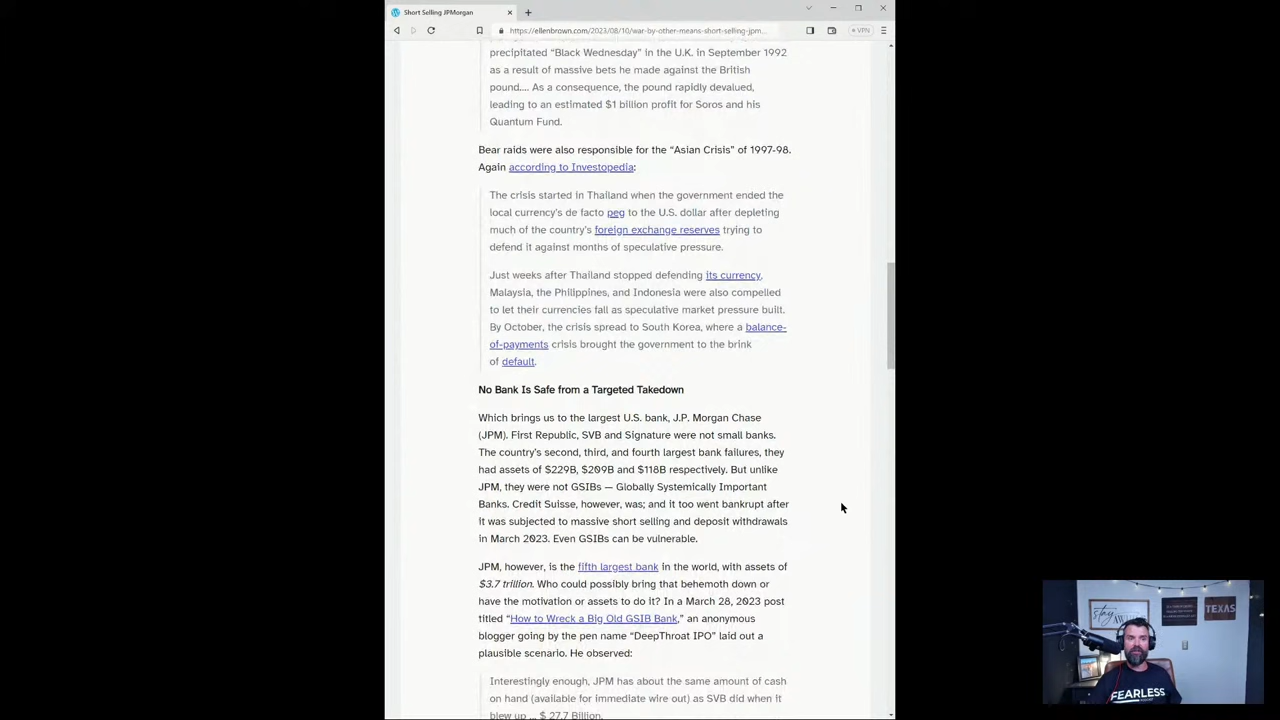 Short Selling JPMorgan
https://ellenbrown.com/2023/08/10/war-by-other-means-short-selling-jpm...
VPN
precipitated “Black Wednesday” in the U.K. in September 1992
as a result of massive bets he made against the British
pound.... As a consequence, the pound rapidly devalued,
leading to an estimated $1 billion profit for Soros and his
Quantum Fund.
Bear raids were also responsible for the “Asian Crisis” of 1997-98.
Again according to Investopedia:
The crisis started in Thailand when the government ended the
local currency’s de facto peg to the U.S. dollar after depleting
much of the country’s foreign exchange reserves trying to
defend it against months of speculative pressure.
Just weeks after Thailand stopped defending its currency,
Malaysia, the Philippines, and Indonesia were also compelled
to let their currencies fall as speculative market pressure built.
By October, the crisis spread to South Korea, where a balance-
of-payments crisis brought the government to the brink
of default.
No Bank Is Safe from a Targeted Takedown
Which brings us to the largest U.S. bank, J.P. Morgan Chase
(JPM). First Republic, SVB and Signature were not small banks.
The country’s second, third, and fourth largest bank failures, they
had assets of $229B, $209B and $118B respectively. But unlike
JPM, they were not GSIBs — Globally Systemically Important
Banks. Credit Suisse, however, was; and it too went bankrupt after
it was subjected to massive short selling and deposit withdrawals
in March 2023. Even GSIBs can be vulnerable.
JPM, however, is the fifth largest bank in the world, with assets of
$3.7 trillion. Who could possibly bring that behemoth down or
have the motivation or assets to do it? In a March 28, 2023 post
titled “How to Wreck a Big Old GSIB Bank,” an anonymous
blogger going by the pen name “DeepThroat IPO” laid out a
plausible scenario. He observed:
Interestingly enough, JPM has about the same amount of cash
on hand (available for immediate wire out) as SVB did when it
blew up ... $ 27.7 Billion.
stay
TEXAS
FEARLESS